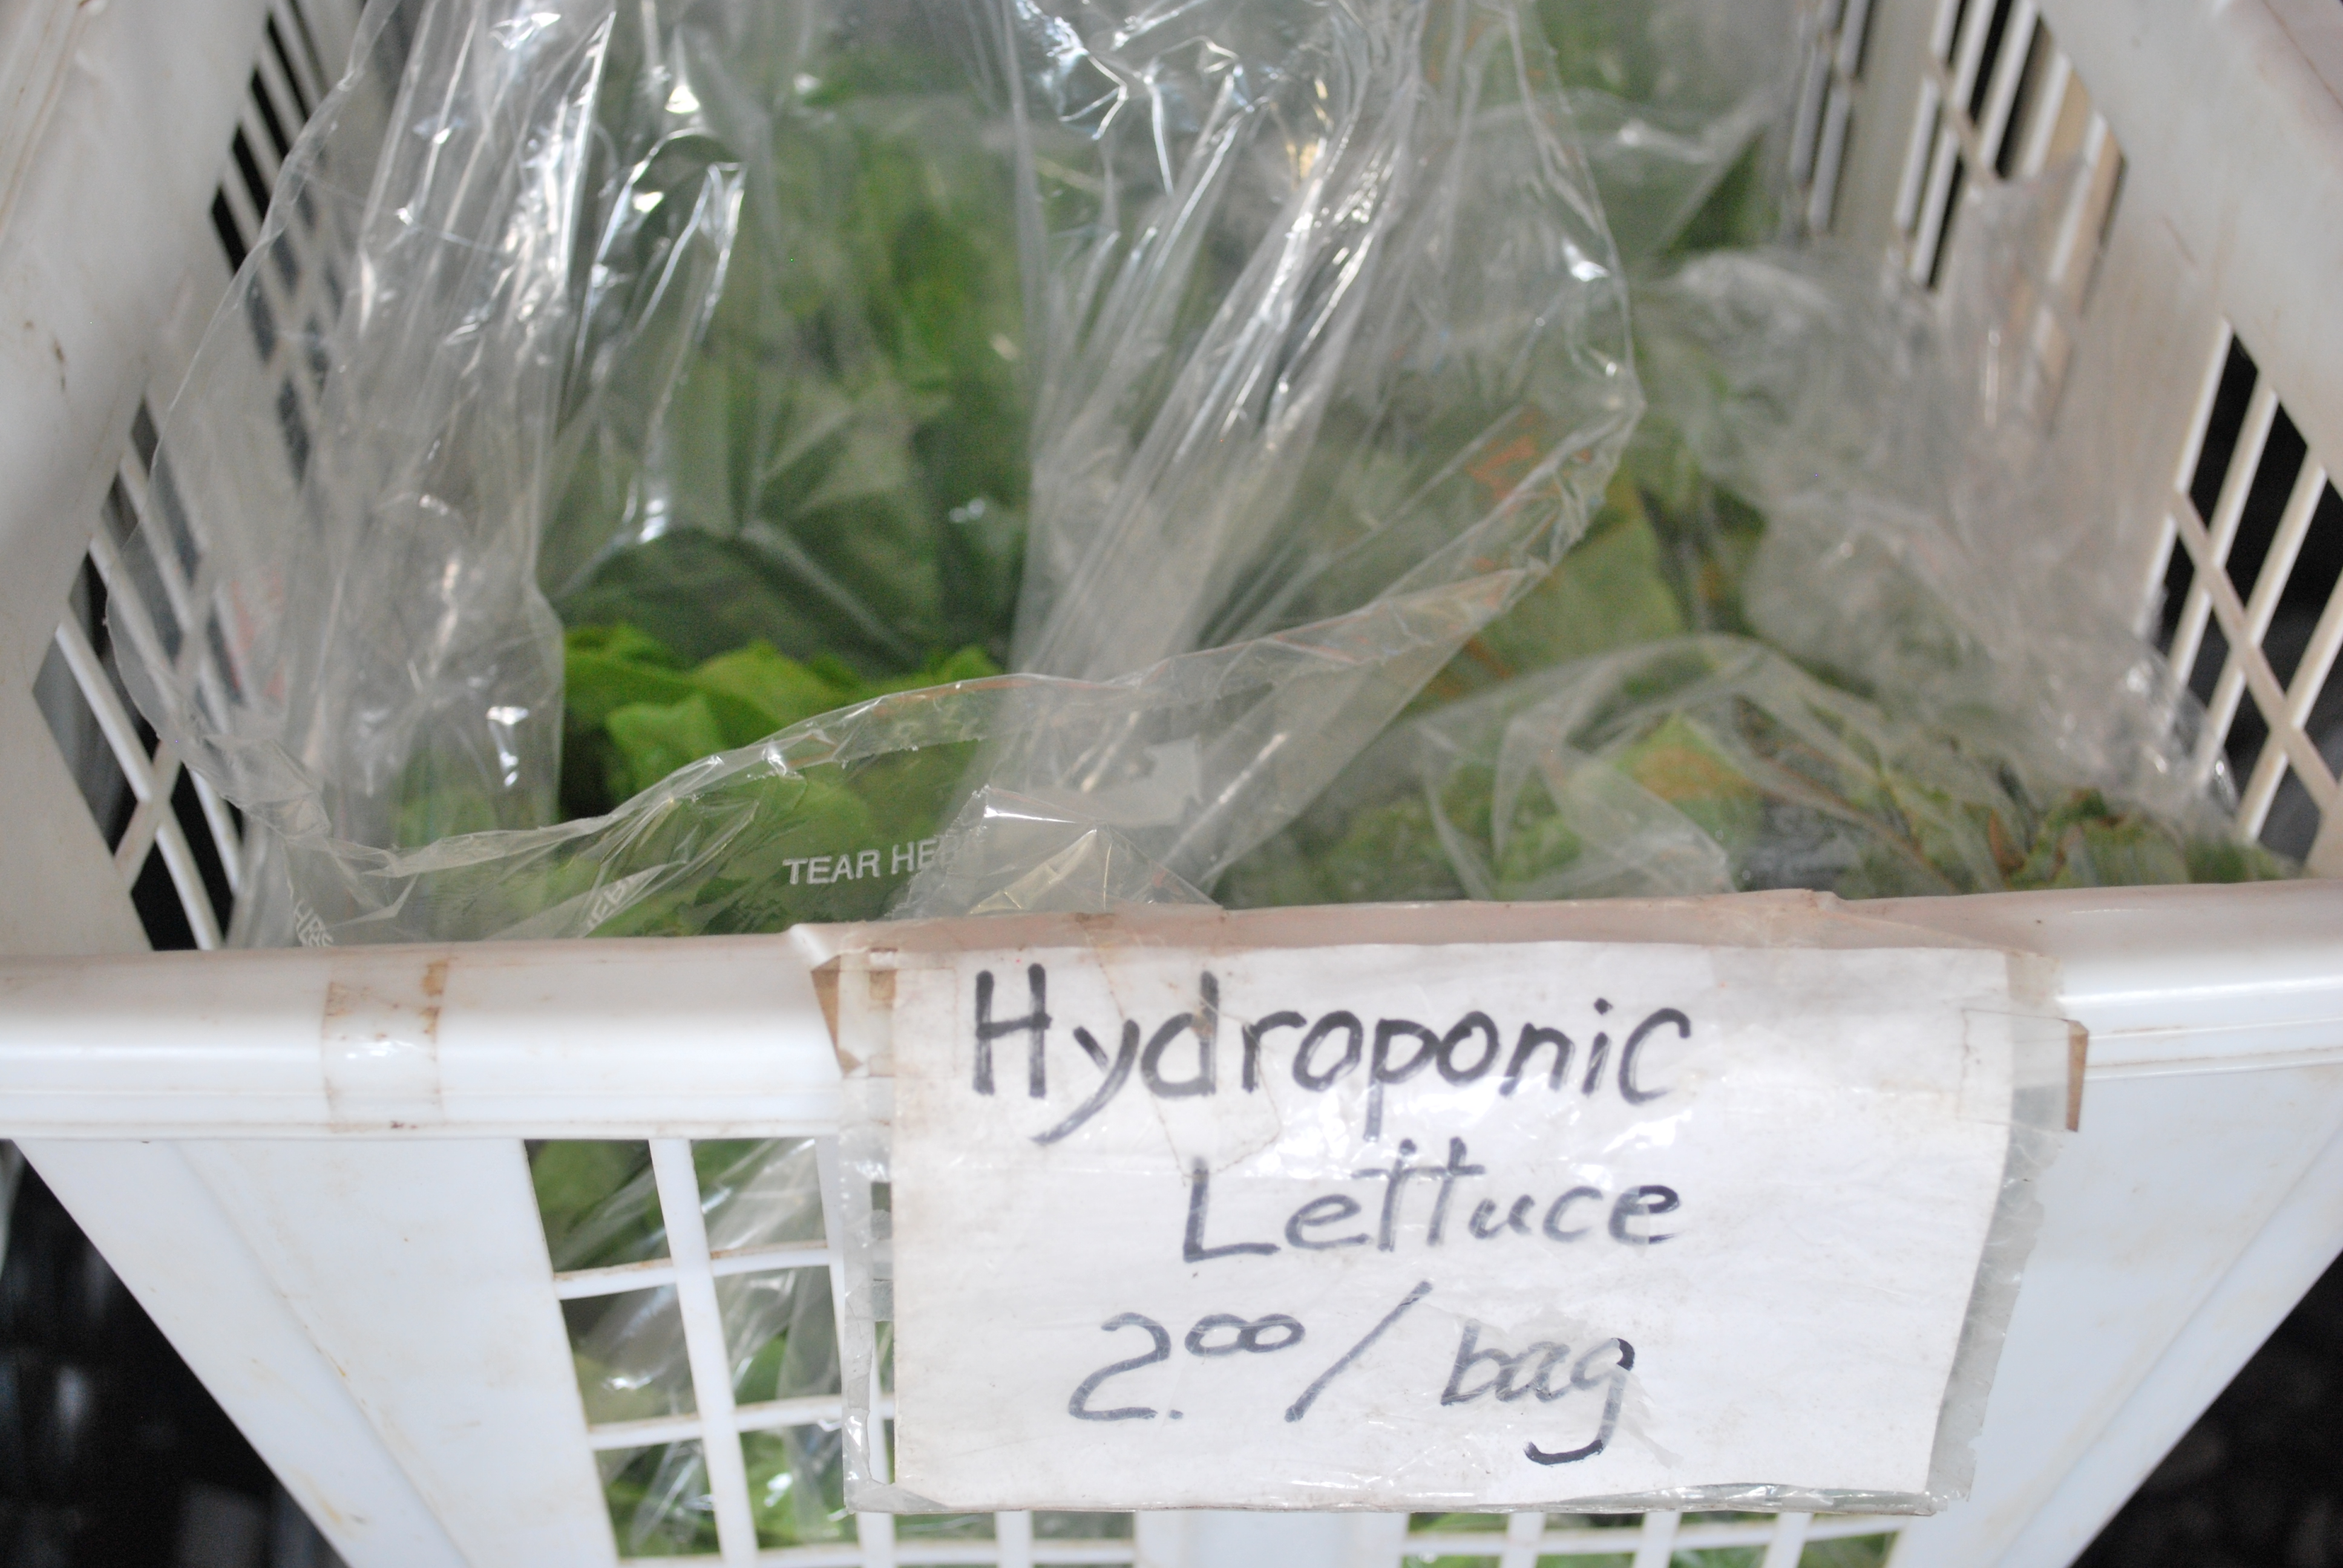 TEAR HE
Hydroponic
Lettuce
2.00/bag